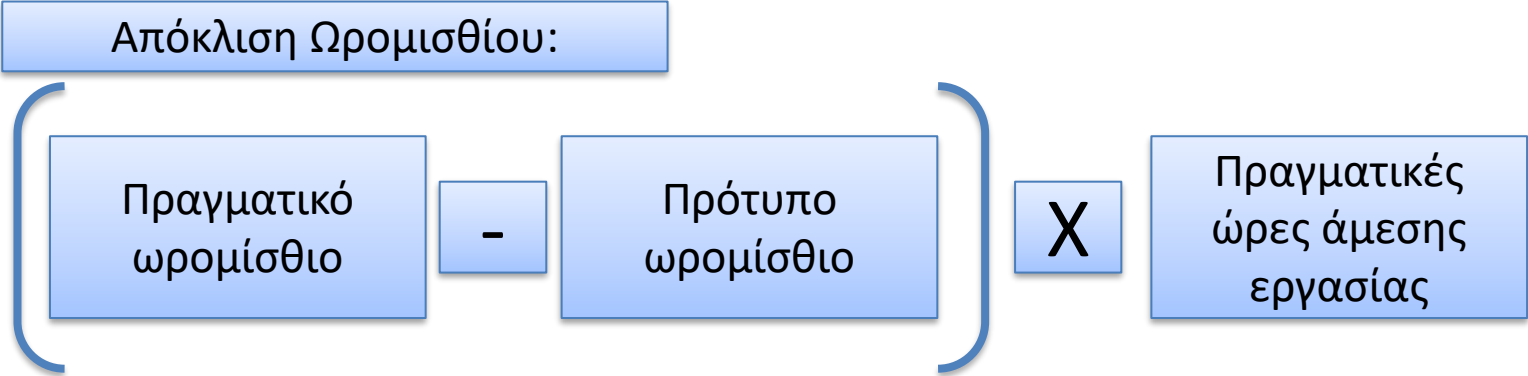 Απόκλιση Ωρομισθίου:
Πραγματικό
ωρομίσθιο
-
Πρότυπο
ωρομίσθιο
X
Πραγματικές
ώρες άμεσης
εργασίας